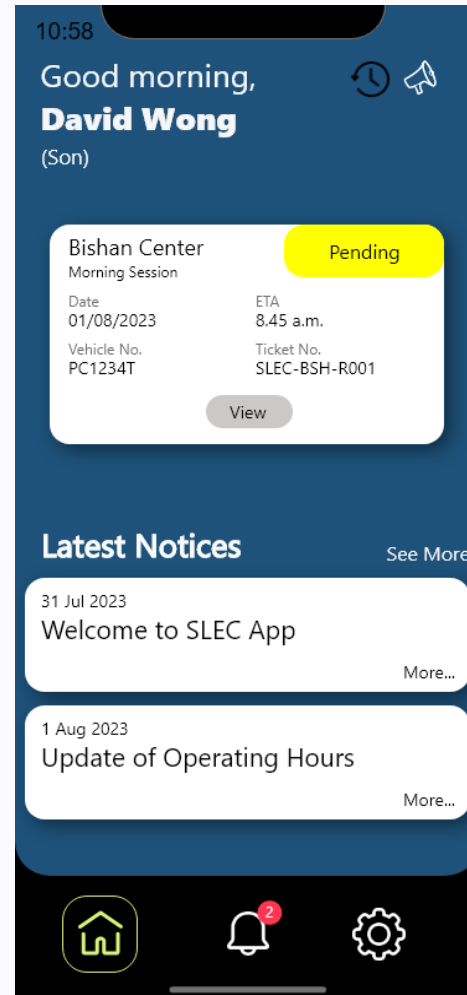 10:58
Good morning,
David Wong
(Son)
Bishan Center
Pending
Morning Session
Date
ETA
01/08/2023
8.45 a.m.
Vehicle No.
Ticket No.
PC1234T
SLEC-BSH-R001
View
Latest Notices
See More
31 Jul 2023
Welcome to SLEC App
More...
1 Aug 2023
Update of Operating Hours
More...
2